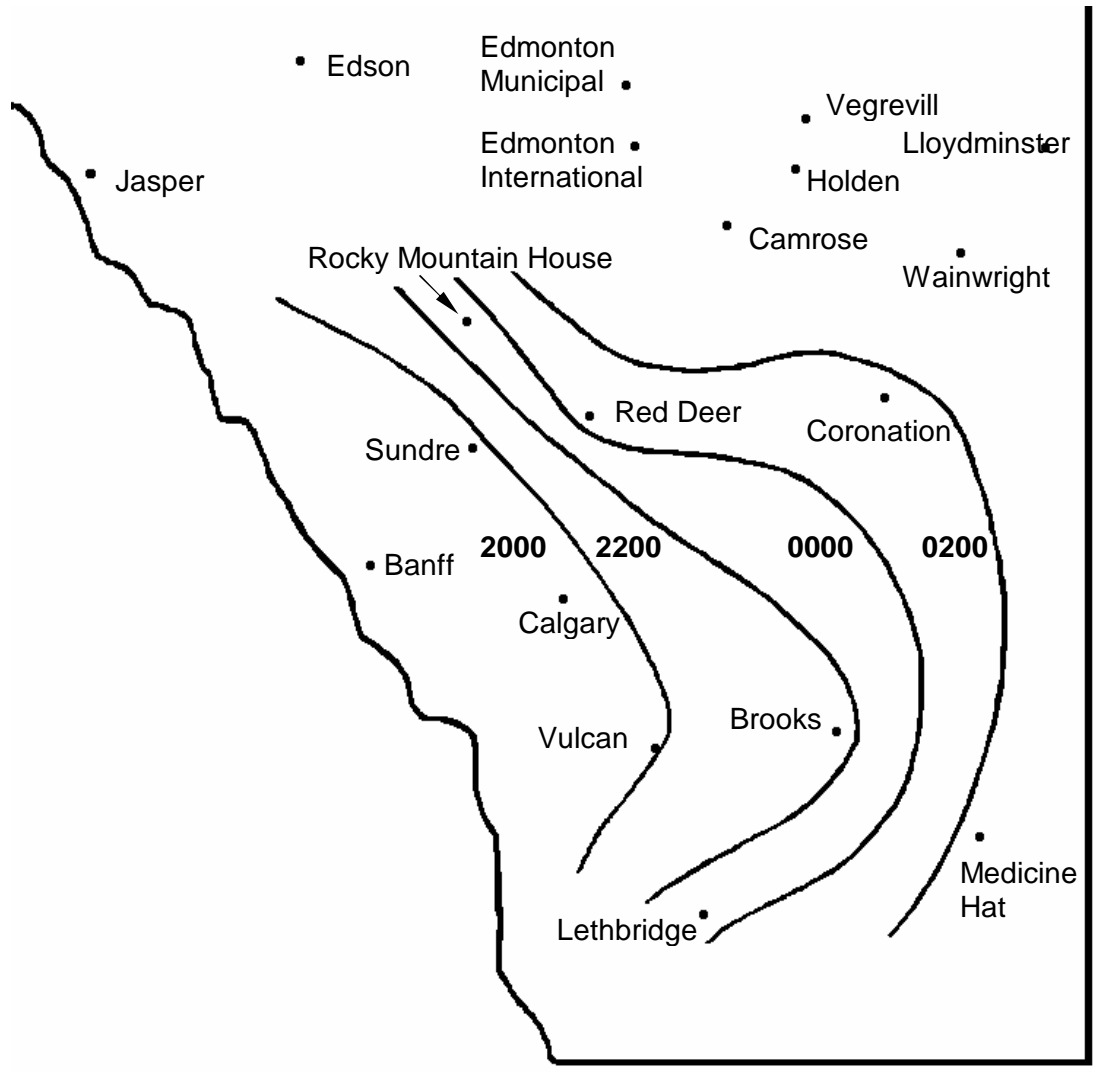 Edmonton
Municipal
Edson
Vegrevill
Edmonton
International
Lloydminster
Jasper
Holden
Camrose
Rocky Mountain House
Wainwright
Red Deer
Coronation
Sundre
2000
2200
0000
0200
Banff
Calgary
Brooks
Vulcan
Medicine
Hat
Lethbridge